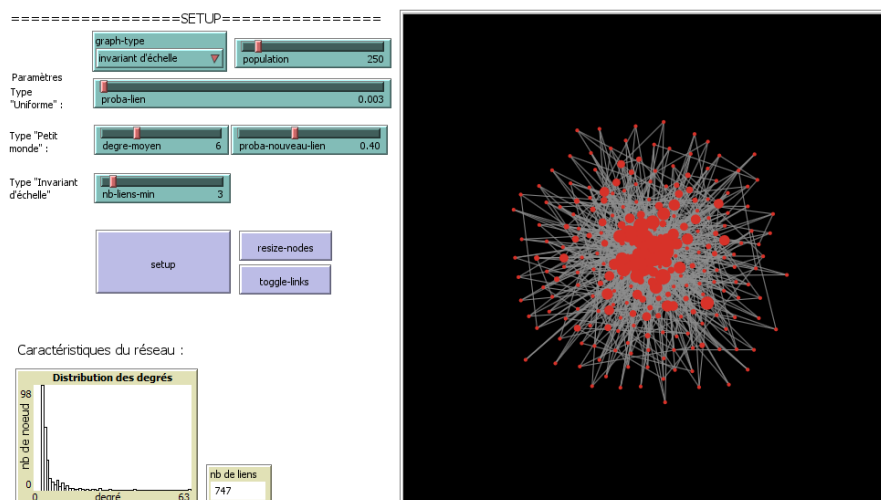 =================SETUP================
graph-type
invariant d'échelle
population 250
Paramètres
Type
"Uniforme" :
proba-lien 0.003
Type "Petit
monde" :
degre-moyen 6
proba-nouveau-lien 0.40
Type "Invariant
d'échelle"
nb-liens-min 3
setup
resize-nodes
toggle-links
Caractéristiques du réseau :
Distribution des degrés
98
nb de noeud
0
0 degré 63
nb de liens
747